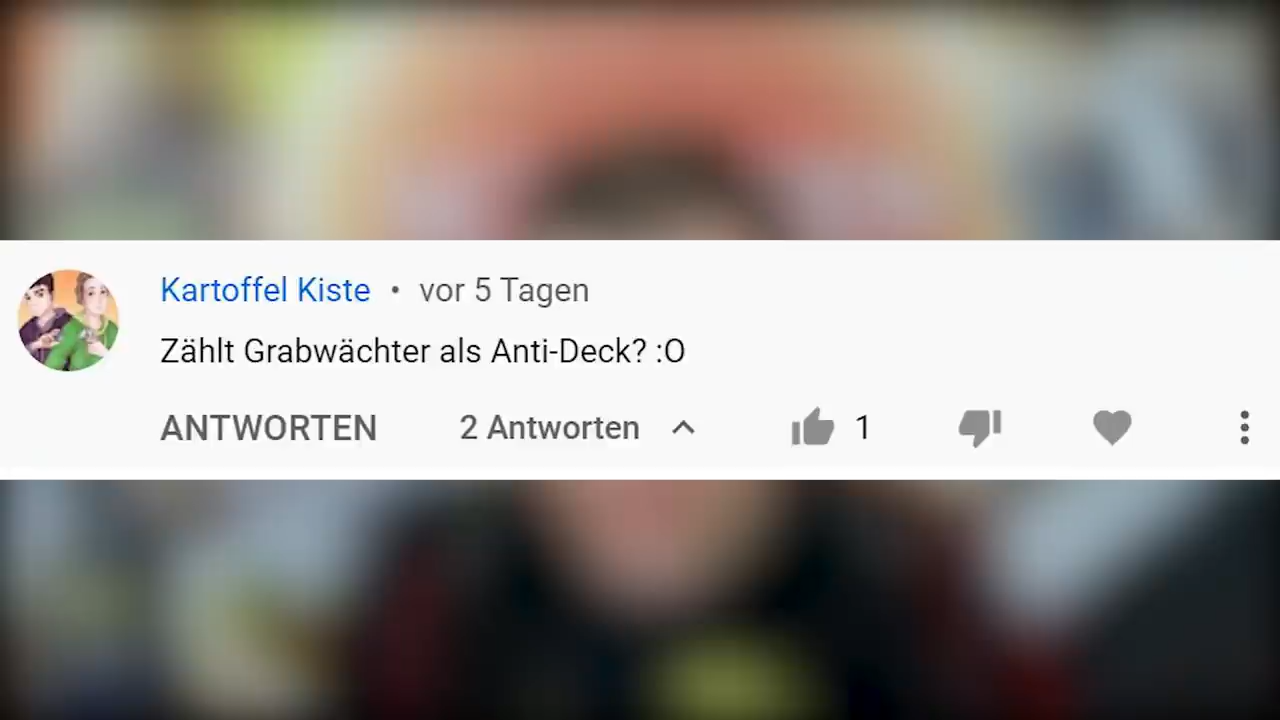 Kartoffel Kiste • vor 5 Tagen
Zählt Grabwächter als Anti-Deck? :O
ANTWORTEN 2 Antworten 1